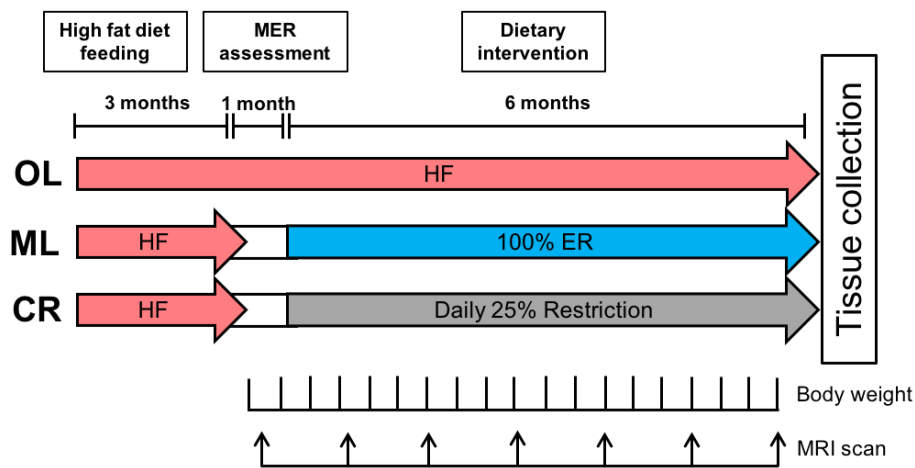 High fat diet
feeding
MER
assessment
Dietary
intervention
3 months
1 month
6 months
OL
HF
ML
HF
100% ER
CR
HF
Daily 25% Restriction
Tissue collection
Body weight
MRI scan